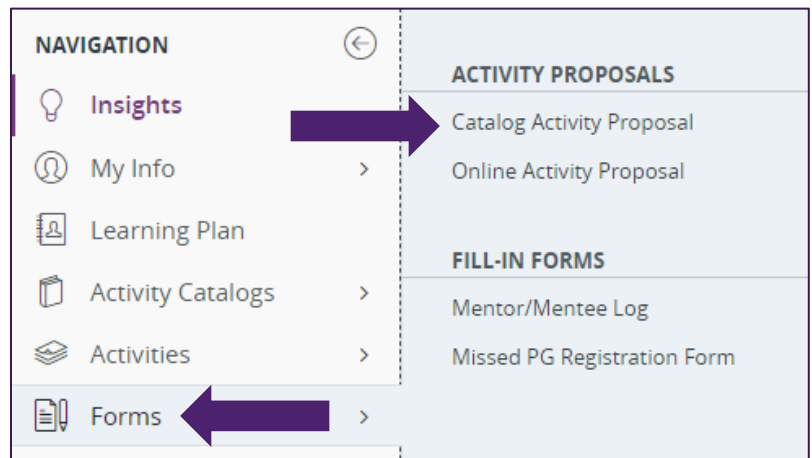 NAVIGATION
Insights
My Info
Learning Plan
Activity Catalogs
Activities
Forms
ACTIVITY PROPOSALS
Catalog Activity Proposal
Online Activity Proposal
FILL-IN FORMS
Mentor/Mentee Log
Missed PG Registration Form